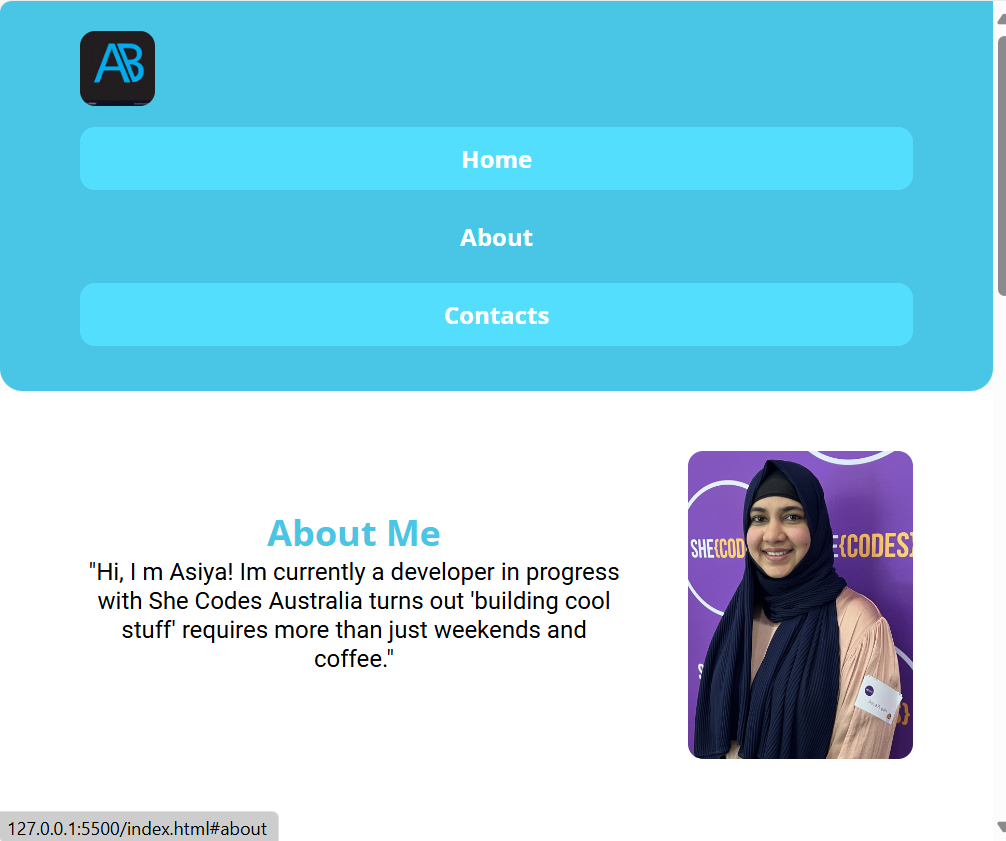 AB
Home
About
Contacts
About Me
"Hi, I m Asiya! Im currently a developer in progress
with She Codes Australia turns out 'building cool
stuff' requires more than just weekends and
coffee."
SHE{COD
E{CODES}
S
S}
127.0.0.1:5500/index.html#about